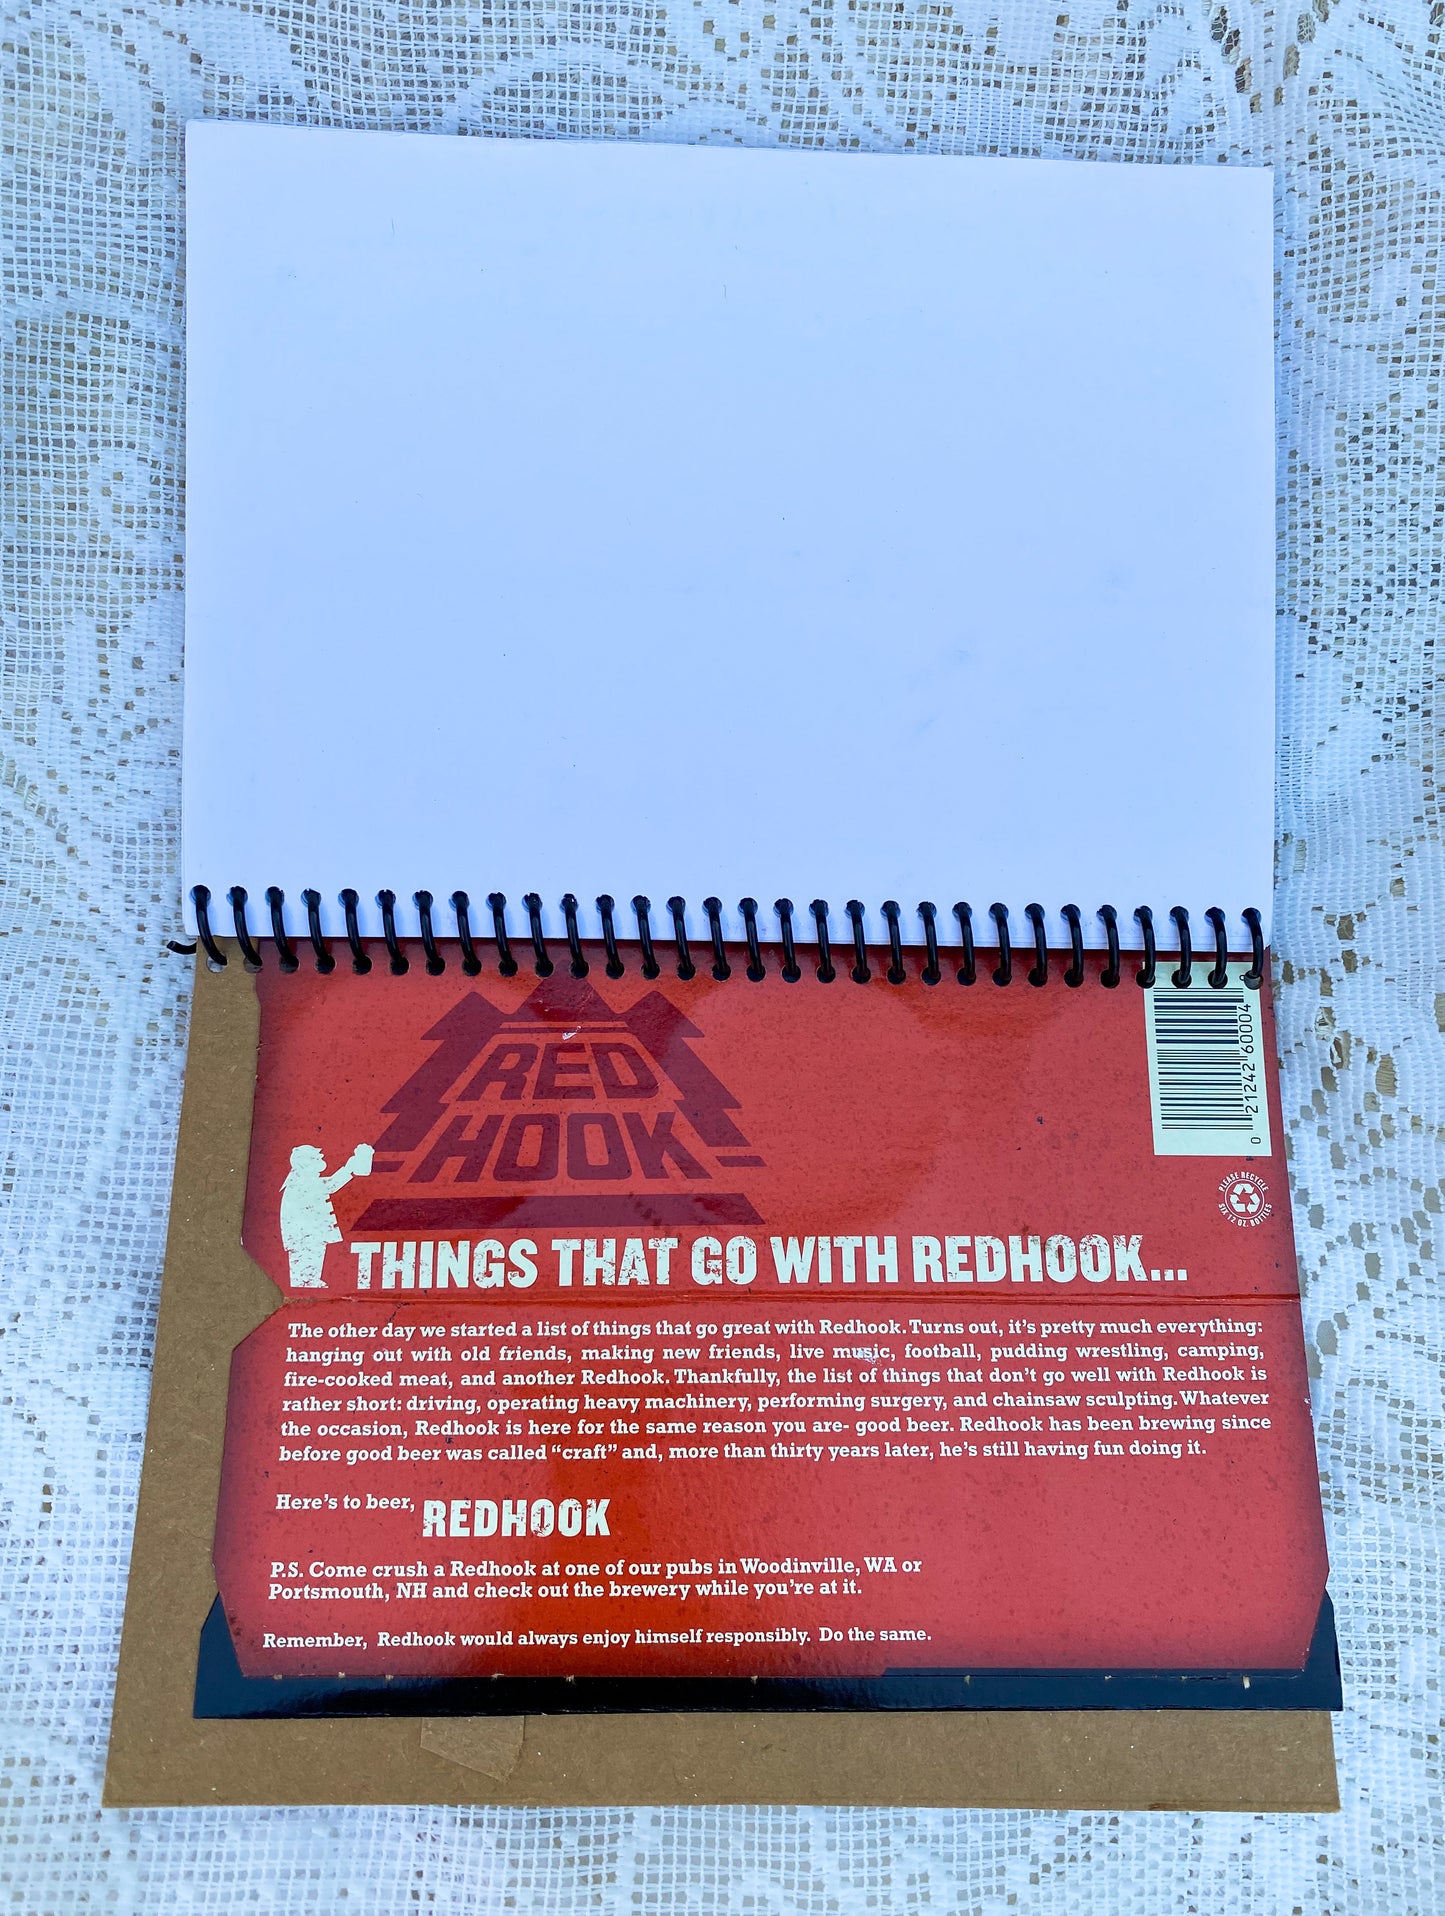 RED
HOOK
0 21242 60004 8
PLEASE RECYCLE
SIX 12 OZ. BOTTLES
THINGS THAT GO WITH REDHOOK...
The other day we started a list of things that go great with Redhook. Turns out, it's pretty much everything:
hanging out with old friends, making new friends, live music, football, pudding wrestling, camping,
fire-cooked meat, and another Redhook. Thankfully, the list of things that don't go well with Redhook is
rather short: driving, operating heavy machinery, performing surgery, and chainsaw sculpting. Whatever
the occasion, Redhook is here for the same reason you are- good beer. Redhook has been brewing since
before good beer was called “craft” and, more than thirty years later, he's still having fun doing it.
Here's to beer, REDHOOK
P.S. Come crush a Redhook at one of our pubs in Woodinville, WA or
Portsmouth, NH and check out the brewery while you're at it.
Remember, Redhook would always enjoy himself responsibly. Do the same.